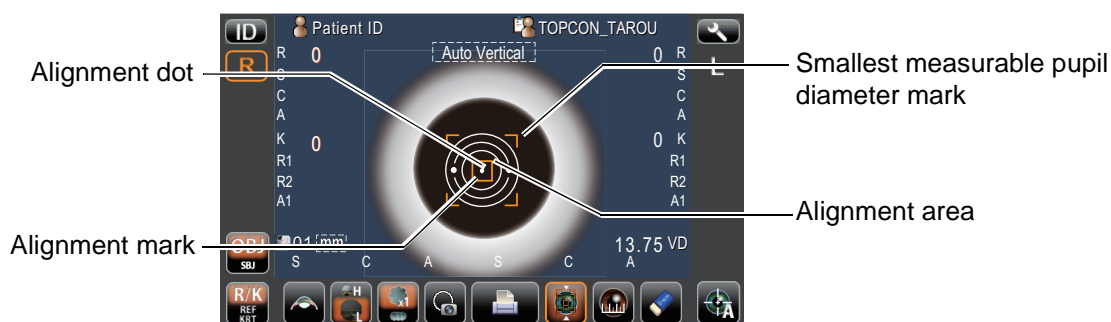 ID
Patient ID
TOPCON_TAROU
R
R 0
Auto Vertical
0 R
L
S
S
C
C
A
A
K 0
0 K
R1
R1
R2
R2
A1
A1
Alignment dot
Smallest measurable pupil
diameter mark
Alignment area
Alignment mark
OBJ
SBJ
01 mm
13.75 VD
S C A S C A
R/K
REF
KRT
H
L
x1
A